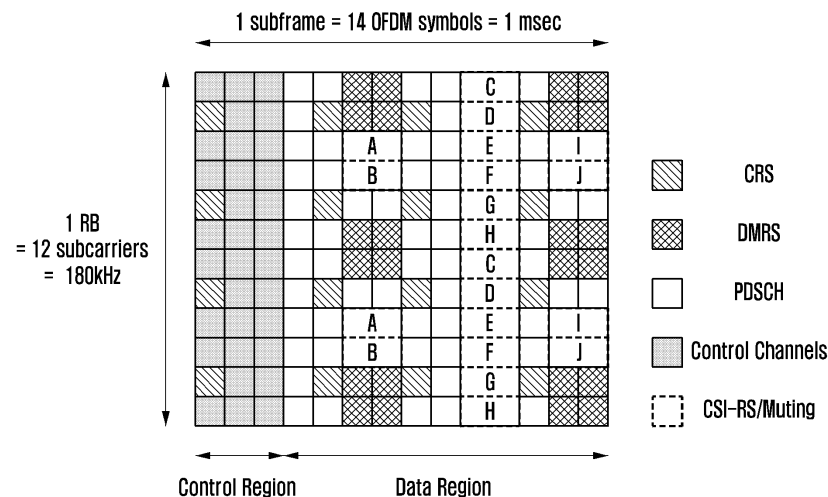 1 subframe = 14 OFDM symbols = 1 msec
C
D
A E I
B F J
G
H
C
D
A E I
B F J
G
H
1 RB
= 12 subcarriers
= 180kHz
CRS
DMRS
PDSCH
Control Channels
CSI-RS/Muting
Control Region Data Region